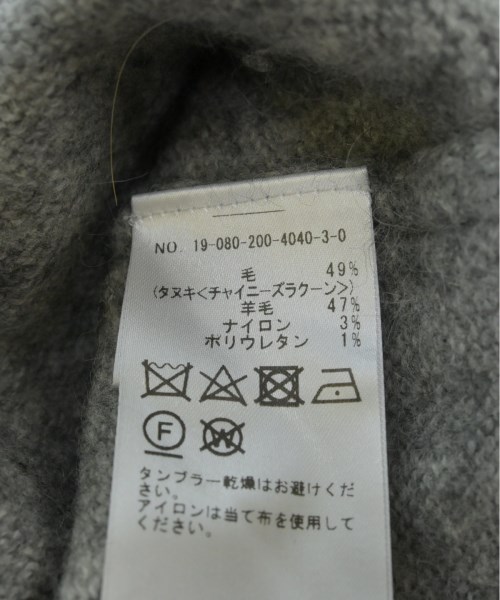 NO. 19-080-200-4040-3-0
毛 49%
(タヌキ<チャイニーズラクーン>)
羊毛 47%
ナイロン 3%
ポリウレタン 1%
F W
タンブラー乾燥はお避けくだ
さい。
アイロンは当て布を使用して
ください。